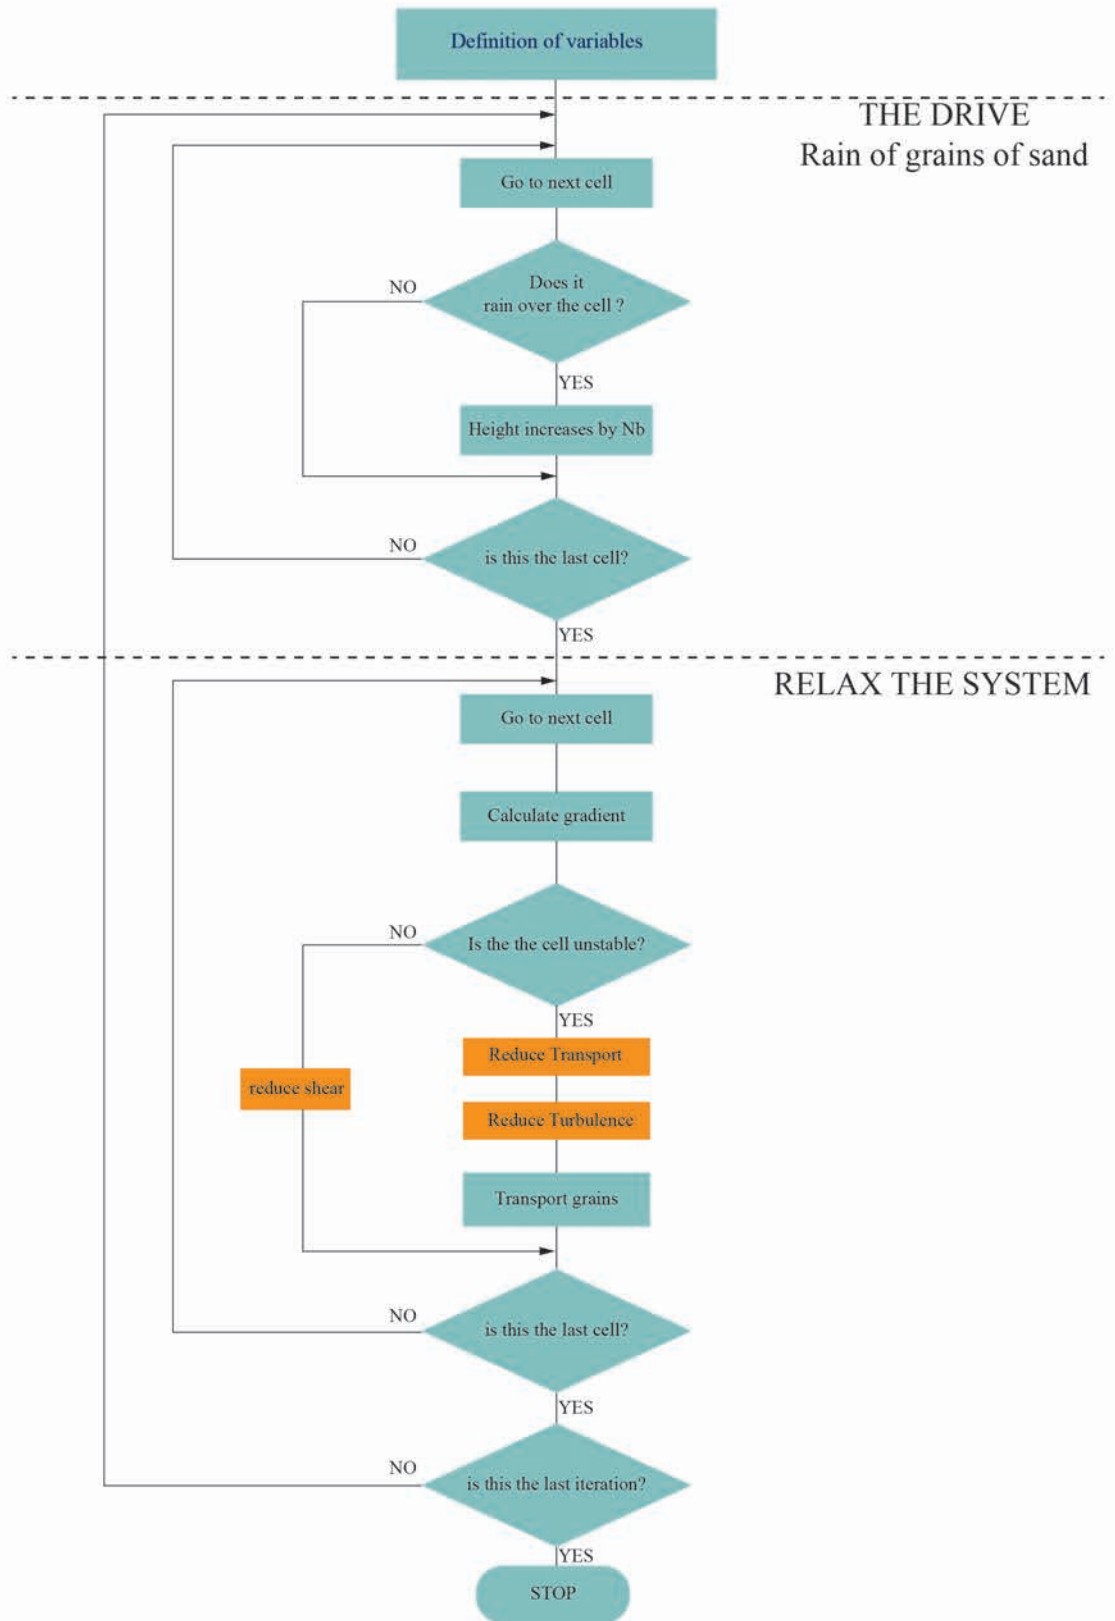 Definition of variables
THE DRIVE
Rain of grains of sand
Go to next cell
Does it
rain over the cell ?
NO
YES
Height increases by Nb
is this the last cell?
NO
YES
RELAX THE SYSTEM
Go to next cell
Calculate gradient
Is the the cell unstable?
NO
YES
Reduce Transport
reduce shear
Reduce Turbulence
Transport grains
is this the last cell?
NO
YES
is this the last iteration?
NO
YES
STOP